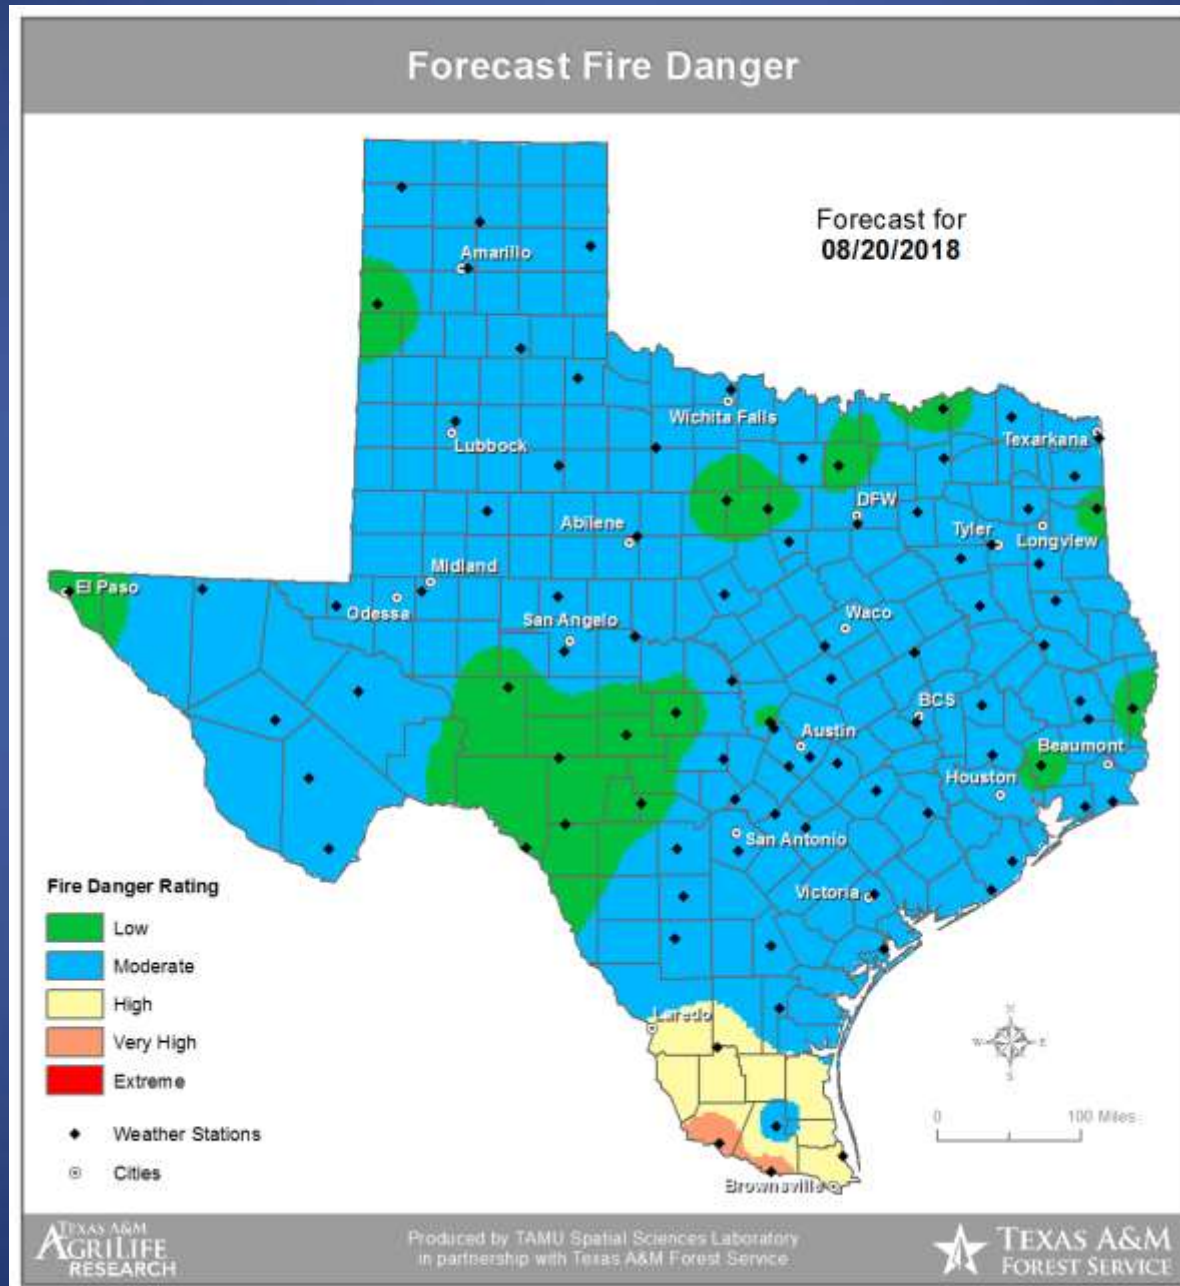 Forecast Fire Danger
Forecast for
08/20/2018
Amarillo
Wichita Falls
Lubbock
Texarkana
DFW
Abilene
Tyler
Longview
Midland
El Paso
Odessa
San Angelo
Waco
BCS
Austin
Beaumont
Houston
San Antonio
Victoria
Laredo
Brownsville
Fire Danger Rating
Low
Moderate
High
Very High
Extreme
Weather Stations
Cities
N
W E
S
0 100 Miles
TEXAS A&M
AGRILIFE
RESEARCH
Produced by TAMU Spatial Sciences Laboratory
in partnership with Texas A&M Forest Service
TEXAS A&M
FOREST SERVICE